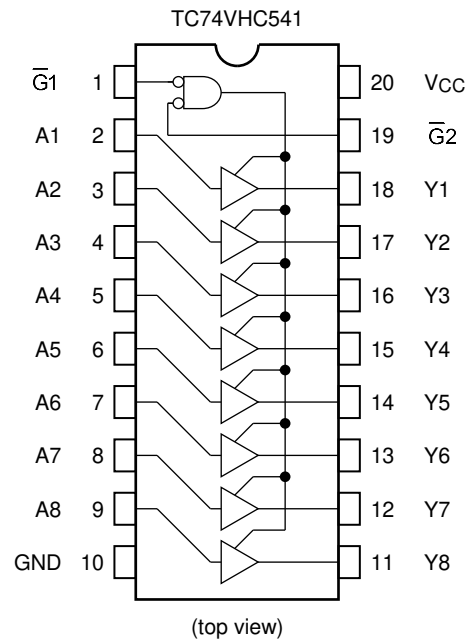 TC74VHC541
G̅1 1 20 VCC
A1 2 19 G̅2
A2 3 18 Y1
A3 4 17 Y2
A4 5 16 Y3
A5 6 15 Y4
A6 7 14 Y5
A7 8 13 Y6
A8 9 12 Y7
GND 10 11 Y8
(top view)